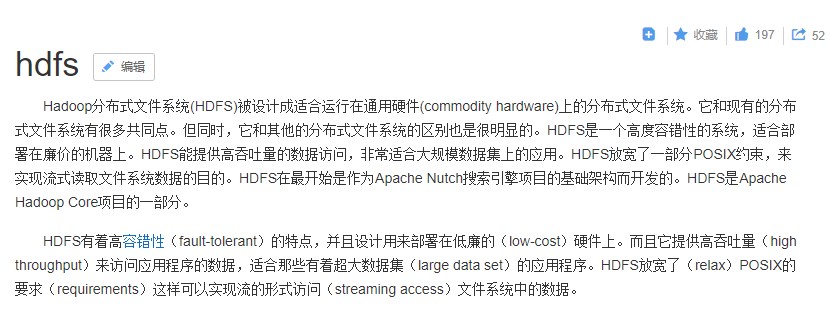 收藏 197 52
hdfs 编辑
Hadoop分布式文件系统(HDFS)被设计成适合运行在通用硬件(commodity hardware)上的分布式文件系统。它和现有的分布
式文件系统有很多共同点。但同时，它和其他的分布式文件系统的区别也是很明显的。HDFS是一个高度容错性的系统，适合部
署在廉价的机器上。HDFS能提供高吞吐量的数据访问，非常适合大规模数据集上的应用。HDFS放宽了一部分POSIX约束，来
实现流式读取文件系统数据的目的。HDFS在最开始是作为Apache Nutch搜索引擎项目的基础架构而开发的。HDFS是Apache
Hadoop Core项目的一部分。
HDFS有着高容错性（fault-tolerant）的特点，并且设计用来部署在低廉的（low-cost）硬件上。而且它提供高吞吐量（high
throughput）来访问应用程序的数据，适合那些有着超大数据集（large data set）的应用程序。HDFS放宽了（relax）POSIX的
要求（requirements）这样可以实现流的形式访问（streaming access）文件系统中的数据。